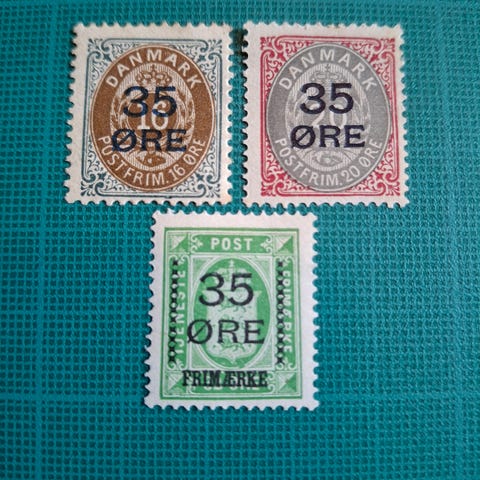 DANMARK
35
ØRE
POSTFRIM. 16 ØRE
DANMARK
35
ØRE
POSTFRIM. 20 ØRE
POST
35
ØRE
FRIMÆRKE